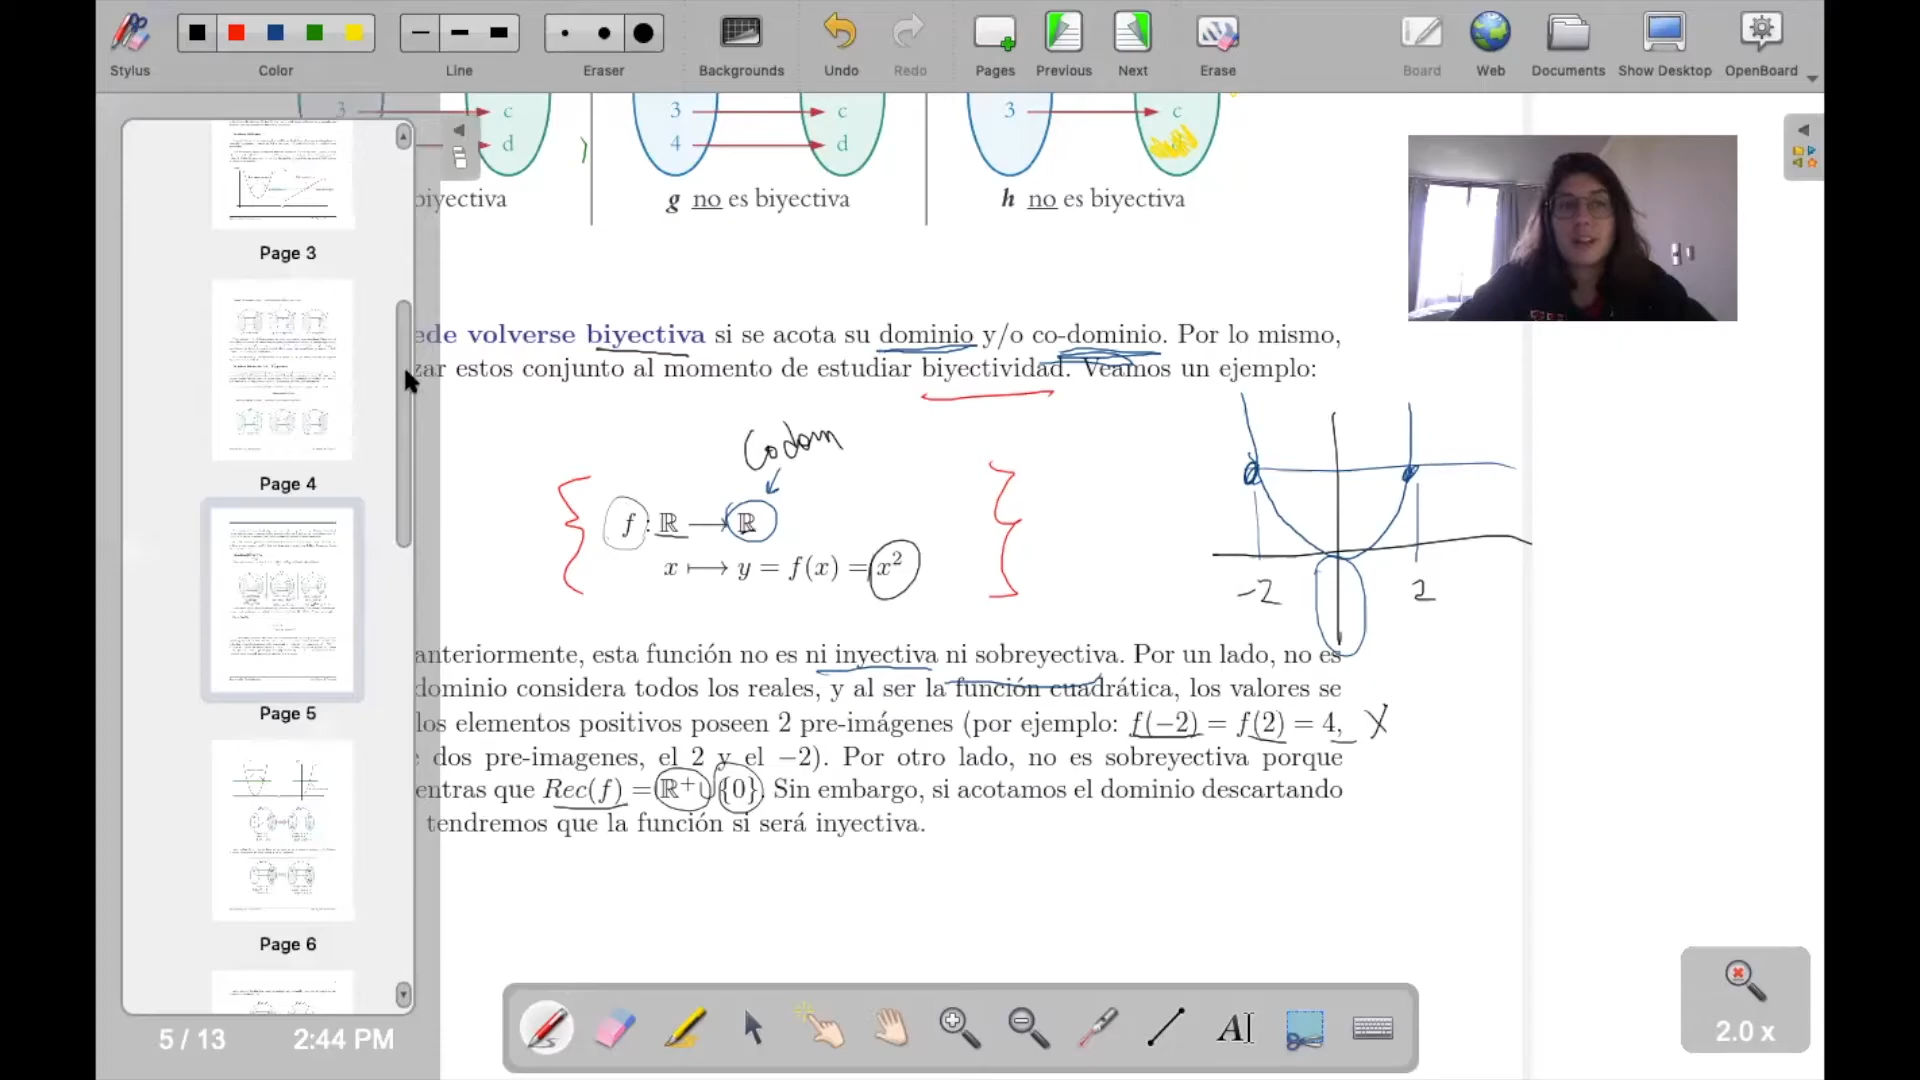 Stylus Color Line Eraser Backgrounds Undo Redo Pages Previous Next Erase Board Web Documents Show Desktop OpenBoard
3 c
d
biyectiva
3 c
4 d
g no es biyectiva
3 c
h no es biyectiva
Page 3
Page 4
Page 5
Page 6
ede volverse biyectiva si se acota su dominio y/o co-dominio. Por lo mismo,
zar estos conjunto al momento de estudiar biyectividad. Veamos un ejemplo:
Codom
f : ℝ ⟶ ℝ
x ⟼ y = f(x) = x²
-2 2
anteriormente, esta función no es ni inyectiva ni sobreyectiva. Por un lado, no es
dominio considera todos los reales, y al ser la función cuadrática, los valores se
los elementos positivos poseen 2 pre-imágenes (por ejemplo: f(−2) = f(2) = 4,
dos pre-imagenes, el 2 y el −2). Por otro lado, no es sobreyectiva porque
entras que Rec(f) = ℝ⁺∪{0}. Sin embargo, si acotamos el dominio descartando
tendremos que la función si será inyectiva.
5 / 13 2:44 PM
2.0 x